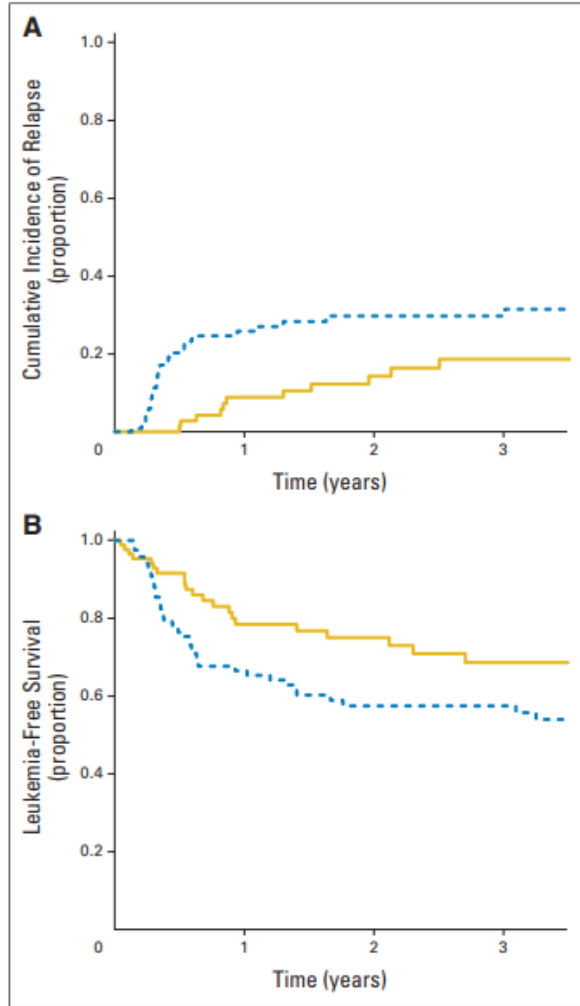 A
Cumulative Incidence of Relapse
(proportion)
1.0
0.8
0.6
0.4
0.2
0
1
2
3
Time (years)
B
Leukemia-Free Survival
(proportion)
1.0
0.8
0.6
0.4
0.2
0
1
2
3
Time (years)